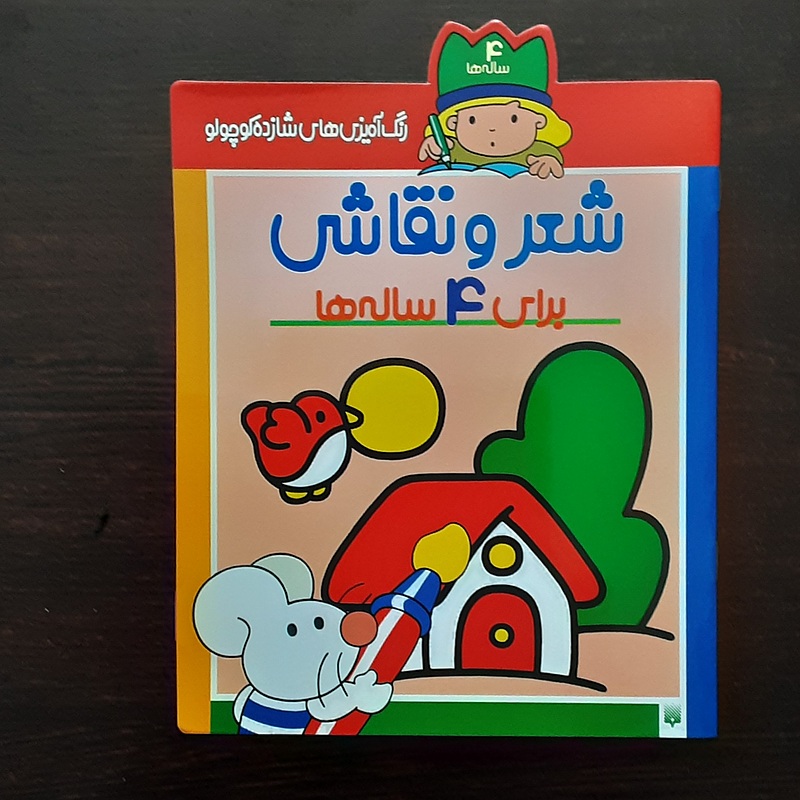 ۴
ساله‌ها
رنگ‌آمیزی‌های شازده کوچولو
شعر و نقاشی
برای ۴ ساله‌ها